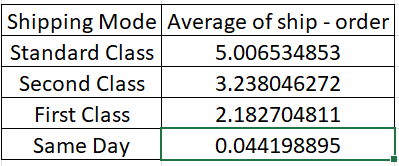 Shipping Mode Average of ship - order
Standard Class 5.006534853
Second Class 3.238046272
First Class 2.182704811
Same Day 0.044198895